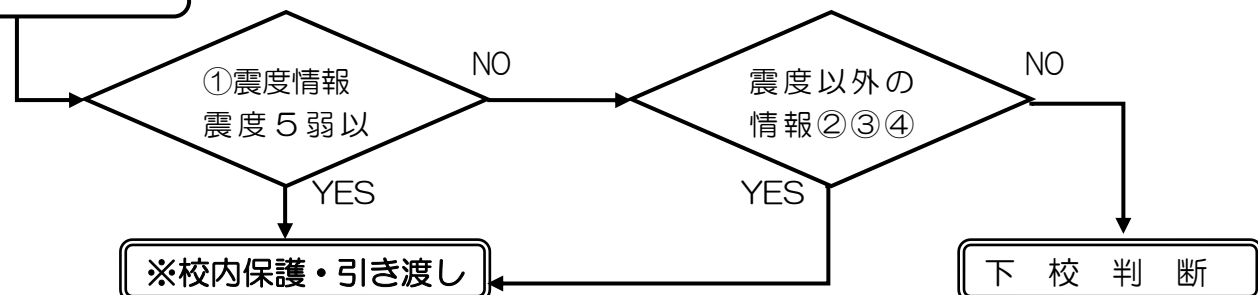 ①震度情報
震度５弱以
NO
震度以外の
情報②③④
NO
YES
YES
※校内保護・引き渡し
下校判断